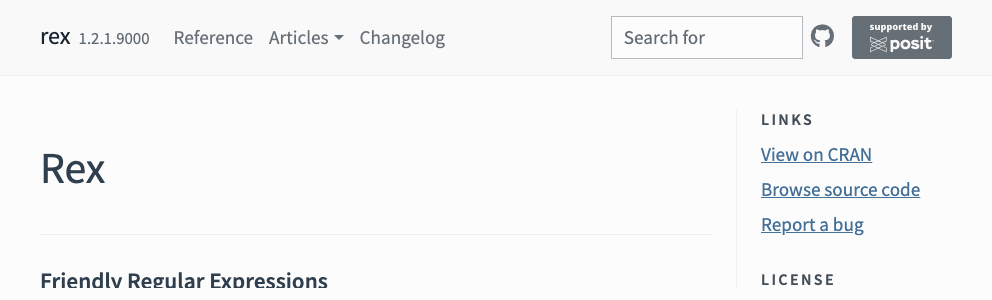 rex 1.2.1.9000 Reference Articles Changelog Search for supported by posit
Rex
Friendly Regular Expressions
LINKS
View on CRAN
Browse source code
Report a bug
LICENSE